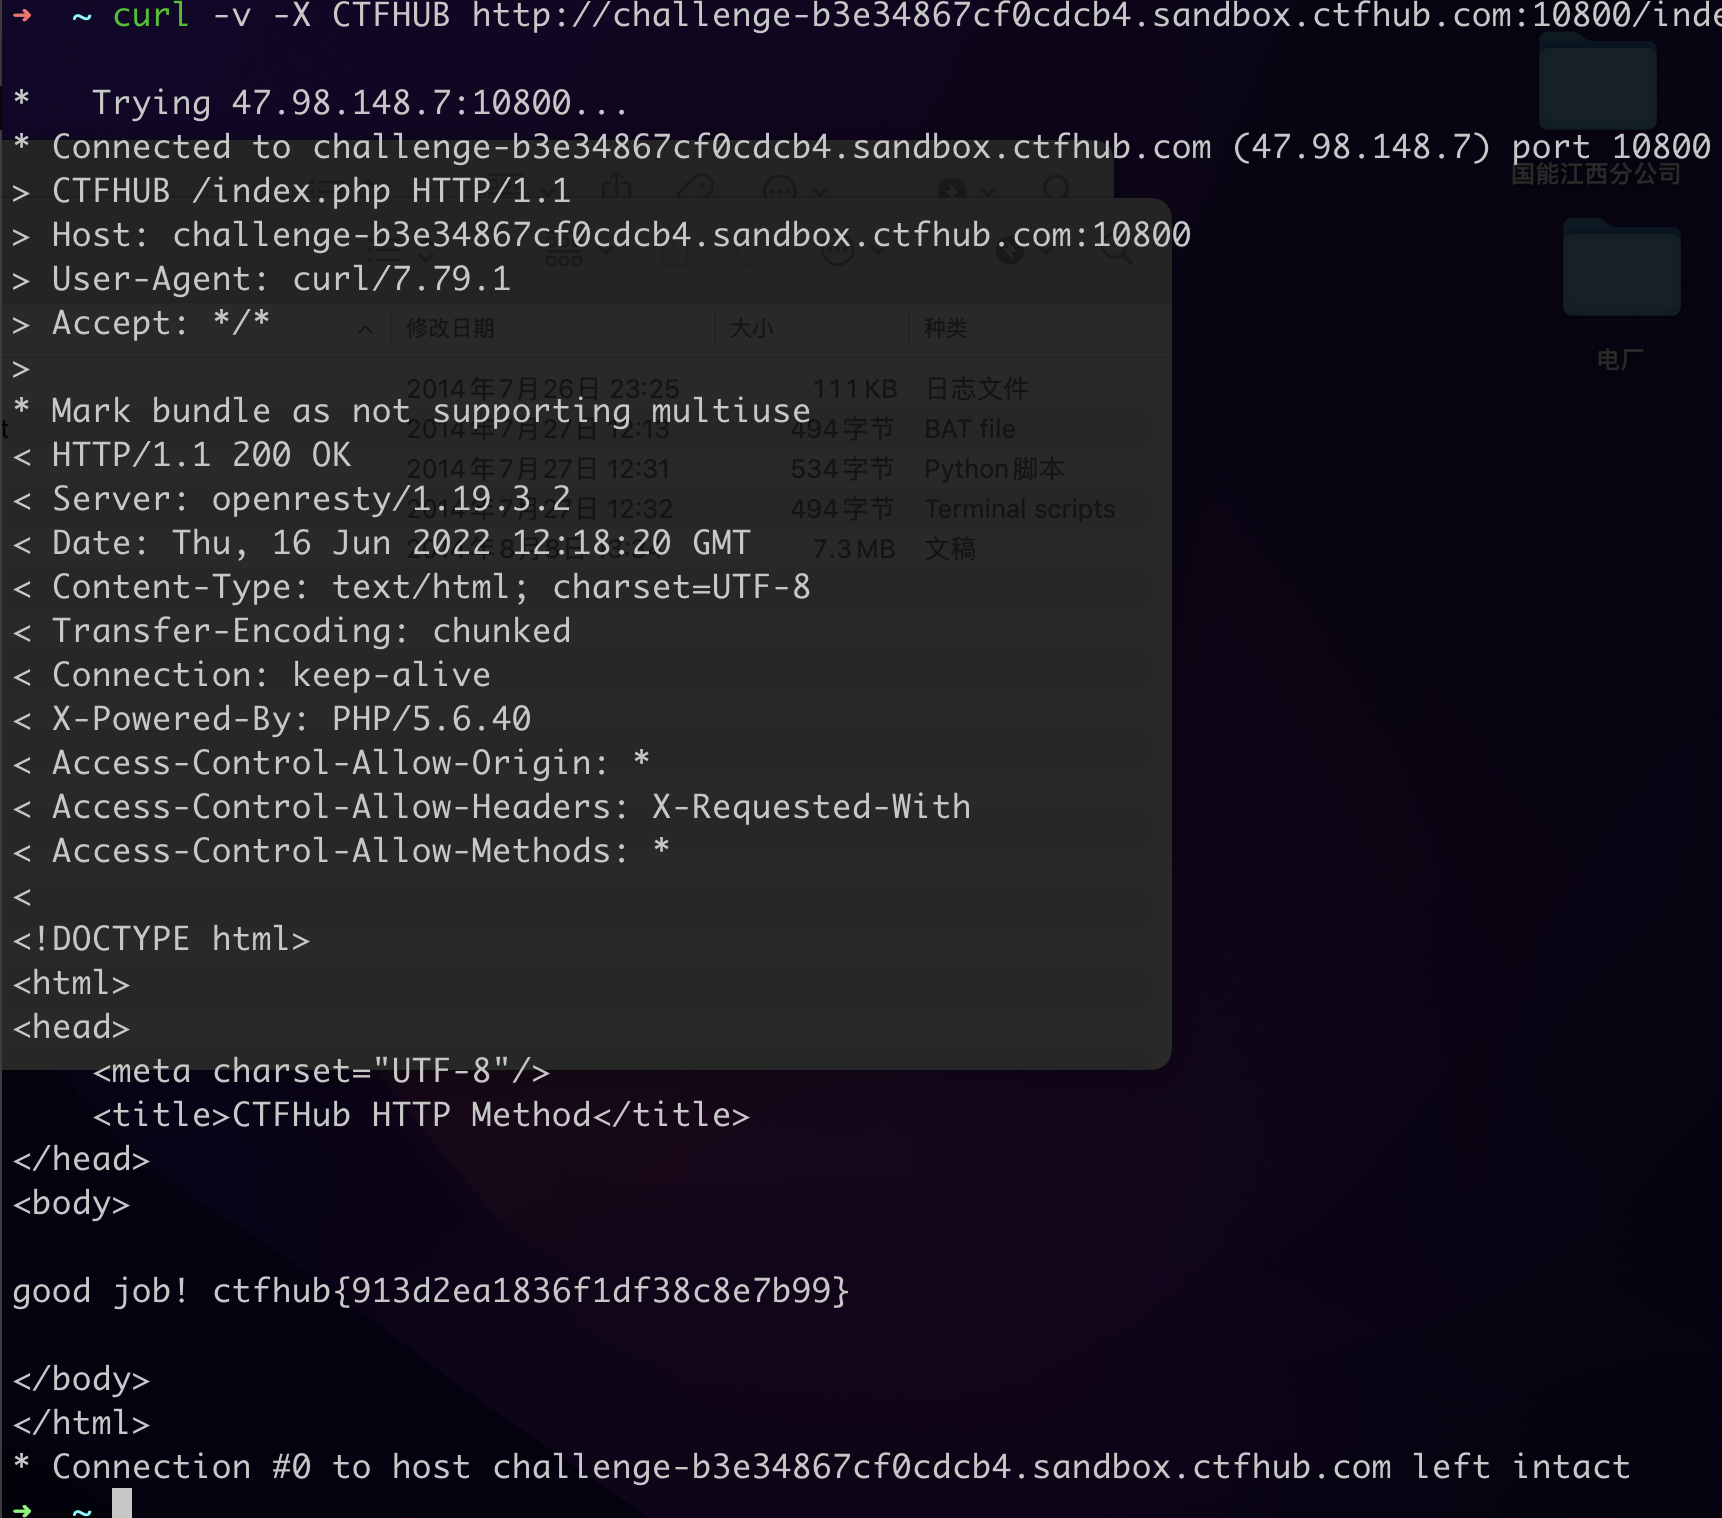 ➜ ~ curl -v -X CTFHUB http://challenge-b3e34867cf0cdcb4.sandbox.ctfhub.com:10800/inde
* Trying 47.98.148.7:10800...
* Connected to challenge-b3e34867cf0cdcb4.sandbox.ctfhub.com (47.98.148.7) port 10800
> CTFHUB /index.php HTTP/1.1
> Host: challenge-b3e34867cf0cdcb4.sandbox.ctfhub.com:10800
> User-Agent: curl/7.79.1
> Accept: */*
>
* Mark bundle as not supporting multiuse
< HTTP/1.1 200 OK
< Server: openresty/1.19.3.2
< Date: Thu, 16 Jun 2022 12:18:20 GMT
< Content-Type: text/html; charset=UTF-8
< Transfer-Encoding: chunked
< Connection: keep-alive
< X-Powered-By: PHP/5.6.40
< Access-Control-Allow-Origin: *
< Access-Control-Allow-Headers: X-Requested-With
< Access-Control-Allow-Methods: *
<
<!DOCTYPE html>
<html>
<head>
<meta charset="UTF-8"/>
<title>CTFHub HTTP Method</title>
</head>
<body>
good job! ctfhub{913d2ea1836f1df38c8e7b99}
</body>
</html>
* Connection #0 to host challenge-b3e34867cf0cdcb4.sandbox.ctfhub.com left intact
➜ ~
国能江西分公司
电厂
修改日期 大小 种类
2014年7月26日 23:25 111 KB 日志文件
2014年7月27日 12:13 494字节 BAT file
2014年7月27日 12:31 534字节 Python脚本
2014年7月27日 12:32 494字节 Terminal scripts
7.3 MB 文稿